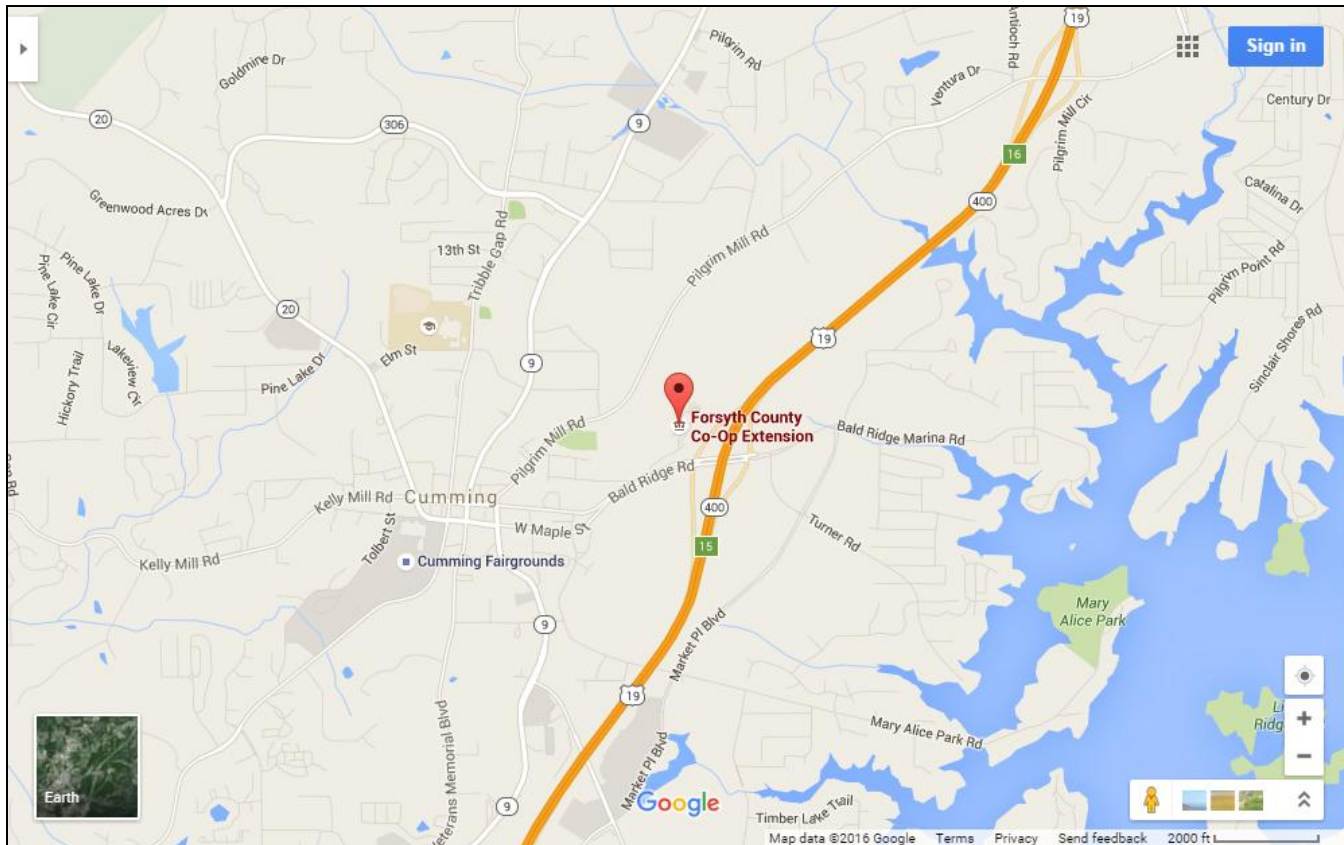 19
Antioch Rd
Sign in
Pilgrim Rd
Goldmine Dr
Ventura Dr
Century Dr
20
306
9
Pilgrim Mill Cir
16
Catalina Dr
Greenwood Acres Dr
400
Tribble Gap Rd
13th St
Pilgrim Mill Rd
Pilgrim Point Rd
Pine Lake Cir
Pine Lake Dr
20
Sinclair Shores Rd
19
Elm St
9
Hickory Trail
Lakeview Cir
Pine Lake Dr
Forsyth County
Co-Op Extension
Bald Ridge Marina Rd
Pilgrim Mill Rd
Bald Ridge Rd
Kelly Mill Rd
Cumming
400
W Maple St
Turner Rd
Tolbert St
15
Kelly Mill Rd
Cumming Fairgrounds
Mary
Alice Park
9
Market Pl Blvd
19
Ridge
Mary Alice Park Rd
Veterans Memorial Blvd
Market Pl Blvd
Earth
9
Google
Timber Lake Trail
Map data ©2016 Google Terms Privacy Send feedback 2000 ft